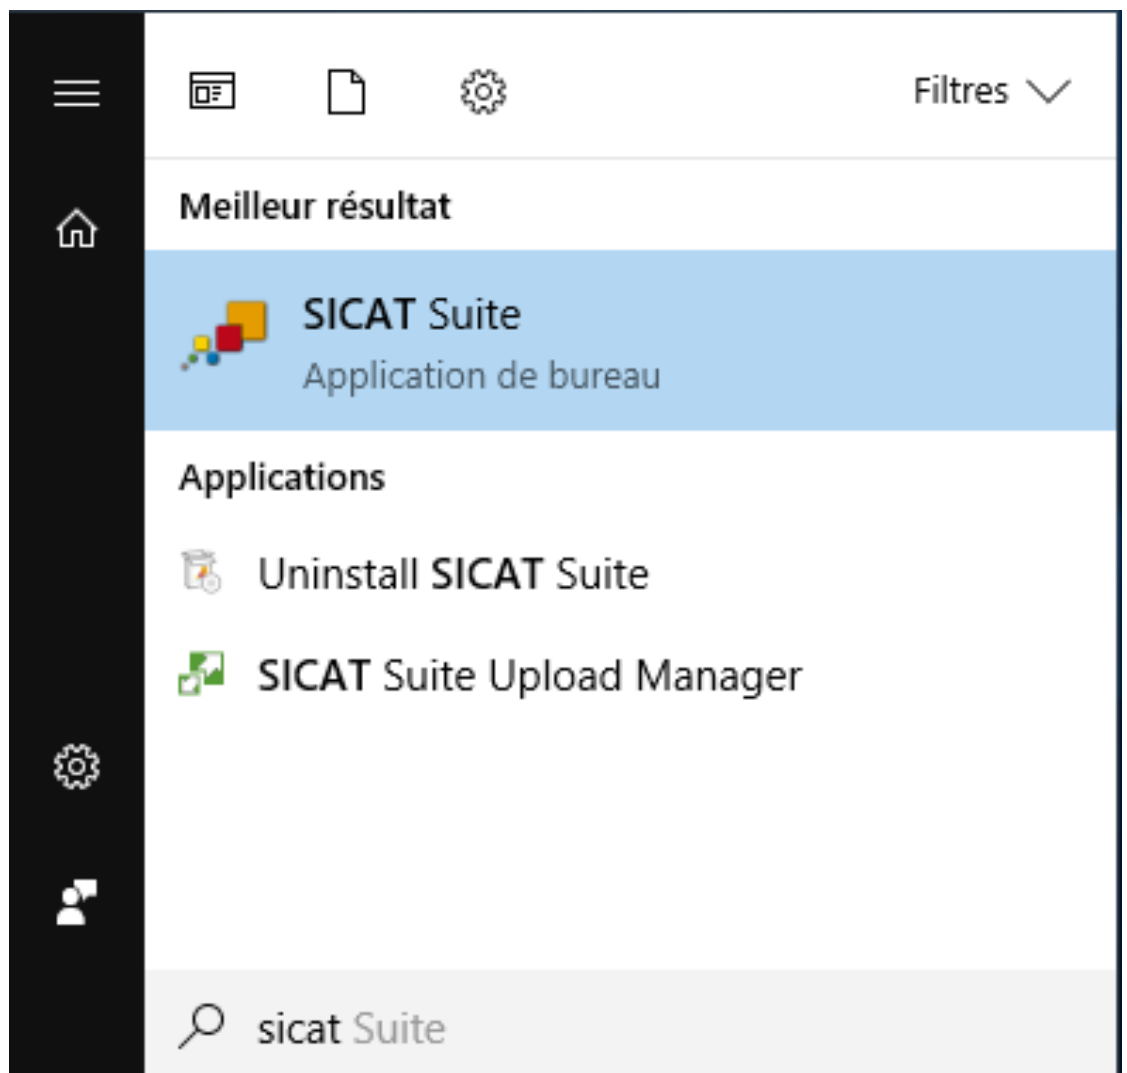 Filtres
Meilleur résultat
SICAT Suite
Application de bureau
Applications
Uninstall SICAT Suite
SICAT Suite Upload Manager
sicat Suite